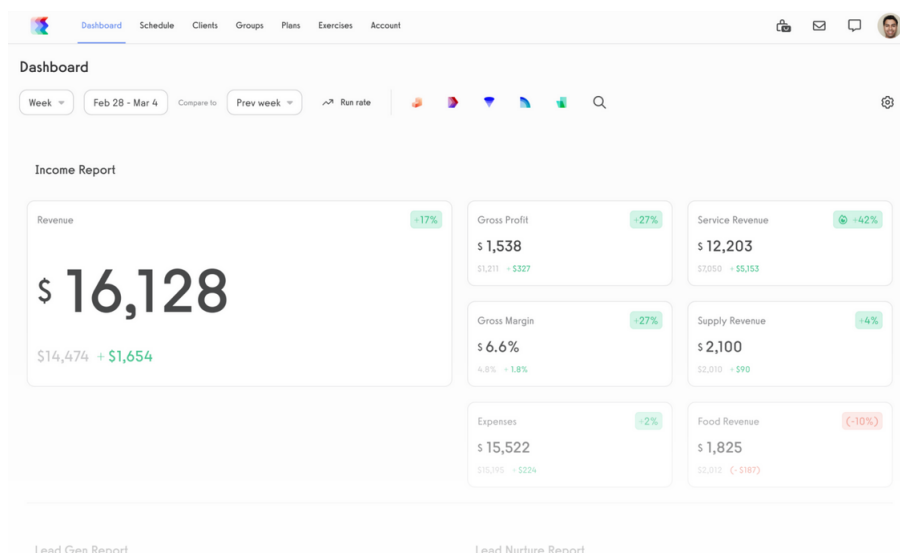 Dashboard Schedule Clients Groups Plans Exercises Account
Dashboard
Week Feb 28 - Mar 4 Compare to Prev week Run rate
Income Report
Revenue +17%
$ 16,128
$14,474 + $1,654
Gross Profit +27%
$ 1,538
$1,211 + $327
Service Revenue +42%
$ 12,203
$7,050 + $5,153
Gross Margin +27%
$ 6.6%
4.8% + 1.8%
Supply Revenue +4%
$ 2,100
$2,010 + $90
Expenses +2%
$ 15,522
+ $224
Food Revenue (-10%)
$ 1,825
$2,012 (- $187)
Lead Gen Report
Lead Nurture Report